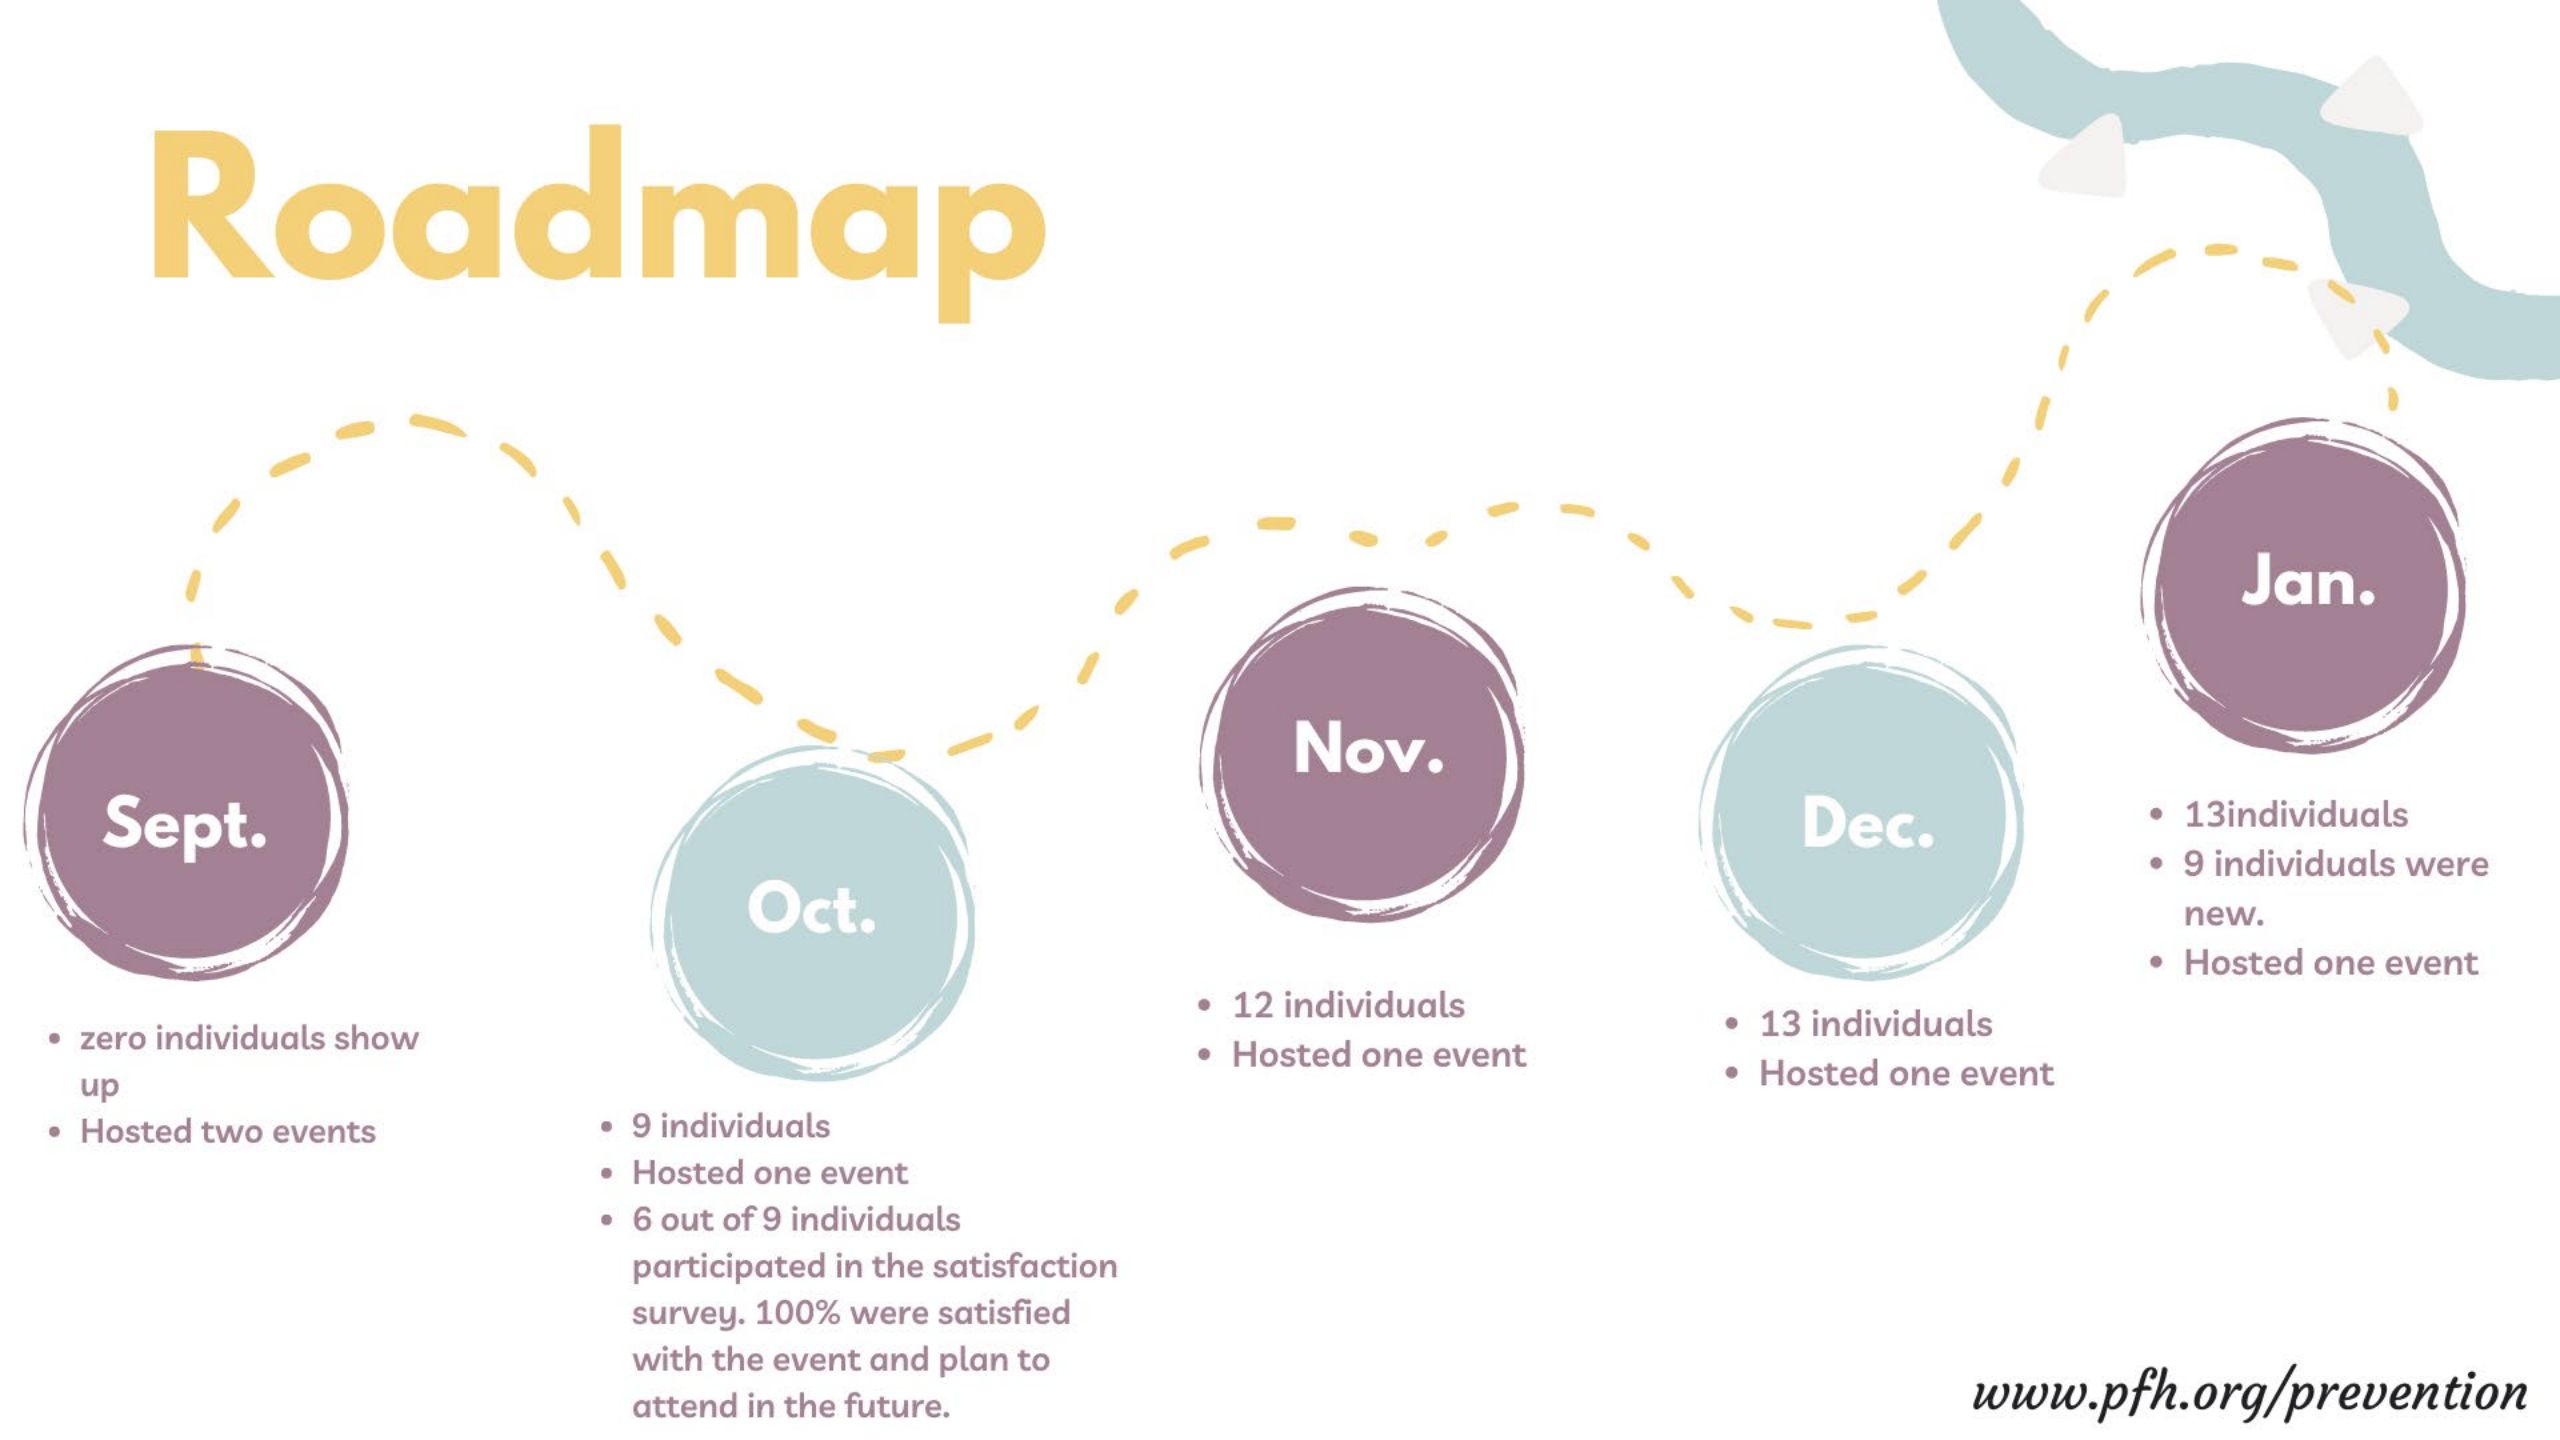 Roadmap
Sept.
• zero individuals show
up
• Hosted two events
Oct.
• 9 individuals
• Hosted one event
• 6 out of 9 individuals
participated in the satisfaction
survey. 100% were satisfied
with the event and plan to
attend in the future.
Nov.
• 12 individuals
• Hosted one event
Dec.
• 13 individuals
• Hosted one event
Jan.
• 13individuals
• 9 individuals were
new.
• Hosted one event
www.pfh.org/prevention